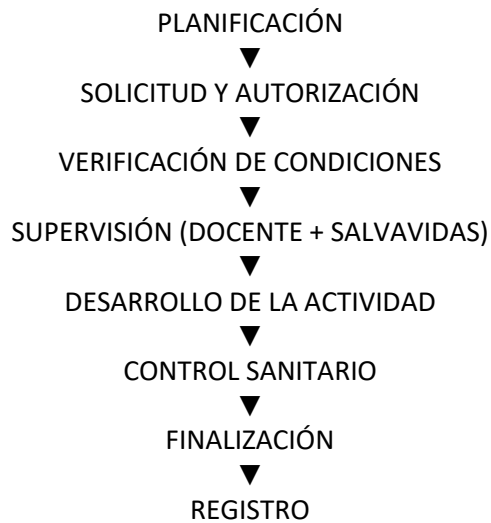 PLANIFICACIÓN
SOLICITUD Y AUTORIZACIÓN
VERIFICACIÓN DE CONDICIONES
SUPERVISIÓN (DOCENTE + SALVAVIDAS)
DESARROLLO DE LA ACTIVIDAD
CONTROL SANITARIO
FINALIZACIÓN
REGISTRO